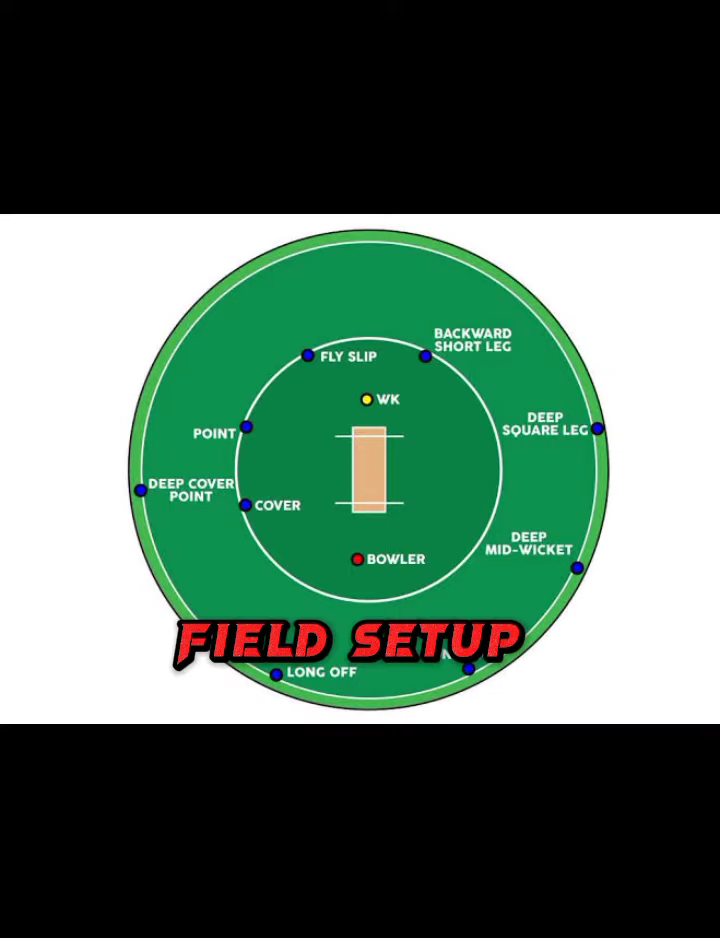 BACKWARD
SHORT LEG
FLY SLIP
WK
DEEP
SQUARE LEG
POINT
DEEP COVER
POINT
COVER
DEEP
MID-WICKET
BOWLER
FIELD SETUP
LONG OFF